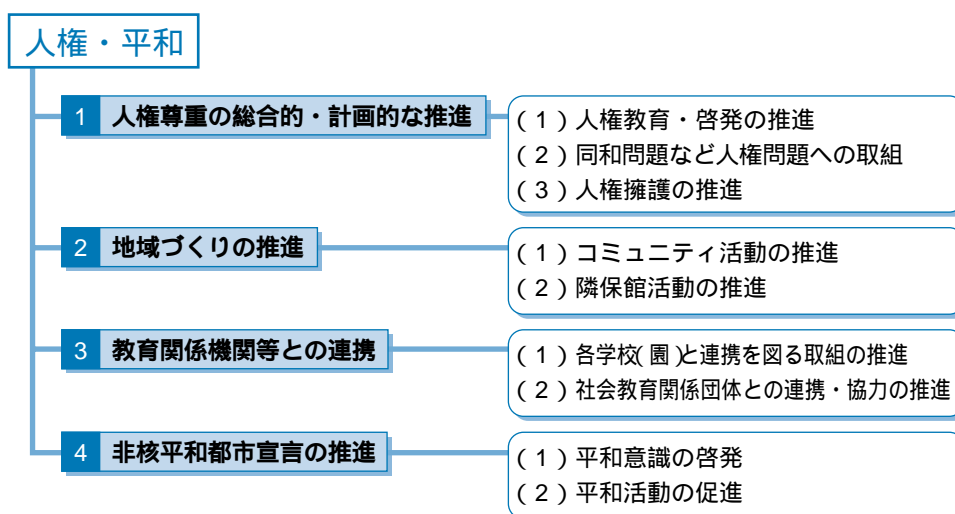 人権・平和
1 人権尊重の総合的・計画的な推進
(1)人権教育・啓発の推進
(2)同和問題など人権問題への取組
(3)人権擁護の推進
2 地域づくりの推進
(1)コミュニティ活動の推進
(2)隣保館活動の推進
3 教育関係機関等との連携
(1)各学校(園)と連携を図る取組の推進
(2)社会教育関係団体との連携・協力の推進
4 非核平和都市宣言の推進
(1)平和意識の啓発
(2)平和活動の促進